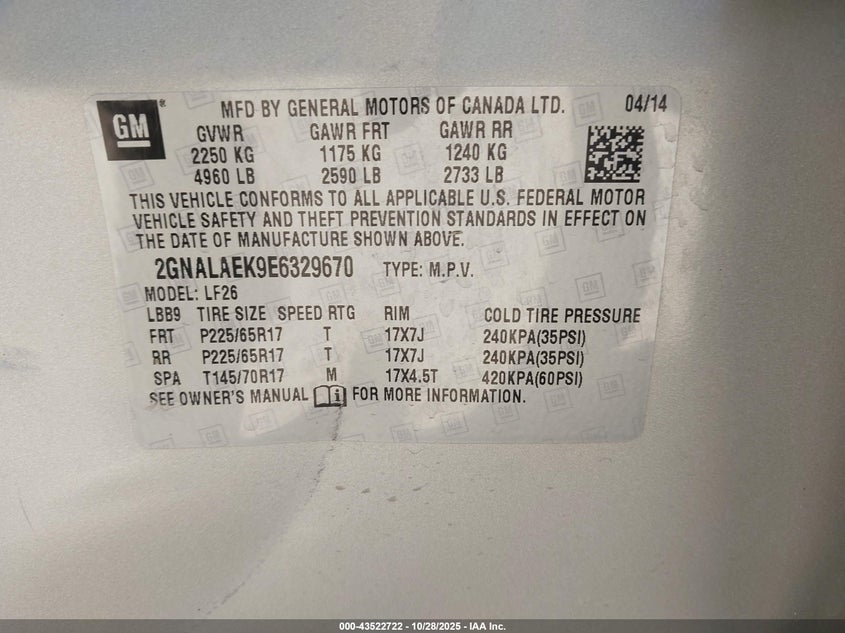 GM® MFD BY GENERAL MOTORS OF CANADA LTD. 04/14
GVWR GAWR FRT GAWR RR
2250 KG 1175 KG 1240 KG
4960 LB 2590 LB 2733 LB
THIS VEHICLE CONFORMS TO ALL APPLICABLE U.S. FEDERAL MOTOR
VEHICLE SAFETY AND THEFT PREVENTION STANDARDS IN EFFECT ON
THE DATE OF MANUFACTURE SHOWN ABOVE.
2GNALAEK9E6329670 TYPE: M.P.V.
MODEL: LF26
LBB9 TIRE SIZE SPEED RTG RIM COLD TIRE PRESSURE
FRT P225/65R17 T 17X7J 240KPA(35PSI)
RR P225/65R17 T 17X7J 240KPA(35PSI)
SPA T145/70R17 M 17X4.5T 420KPA(60PSI)
SEE OWNER'S MANUAL FOR MORE INFORMATION.
000-43522722 - 10/28/2025 - IAA Inc.